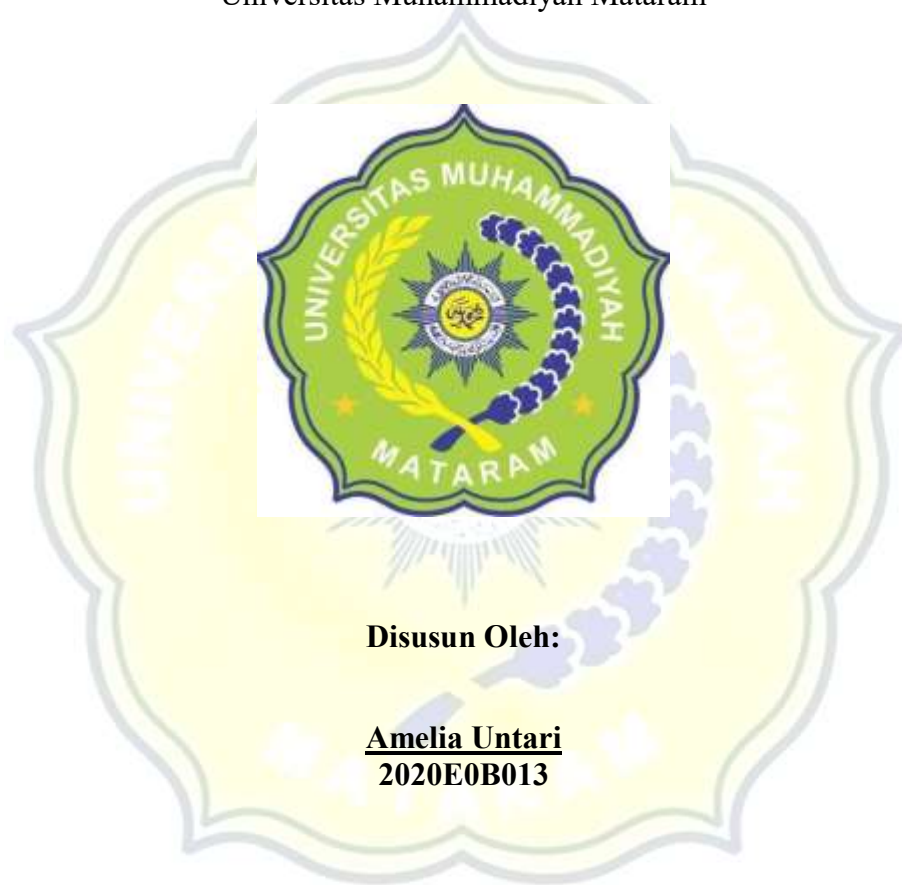 Universitas Muhammadiyah Mataram
UNIVERSITAS MUHAMMADIYAH
MATARAM
Disusun Oleh:
Amelia Untari
2020E0B013